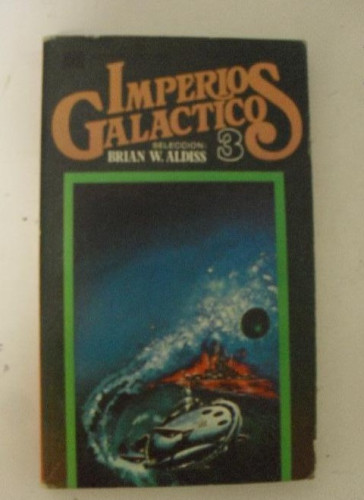 IMPERIOS
GALACTICOS
SELECCION:
BRIAN W. ALDISS
3